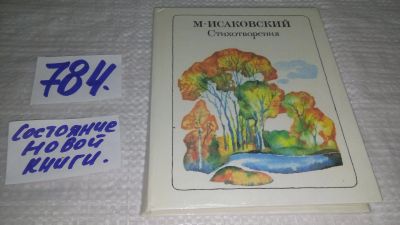 784.
Состояние
новой
книги.
М·ИСАКОВСКИЙ
Стихотворения